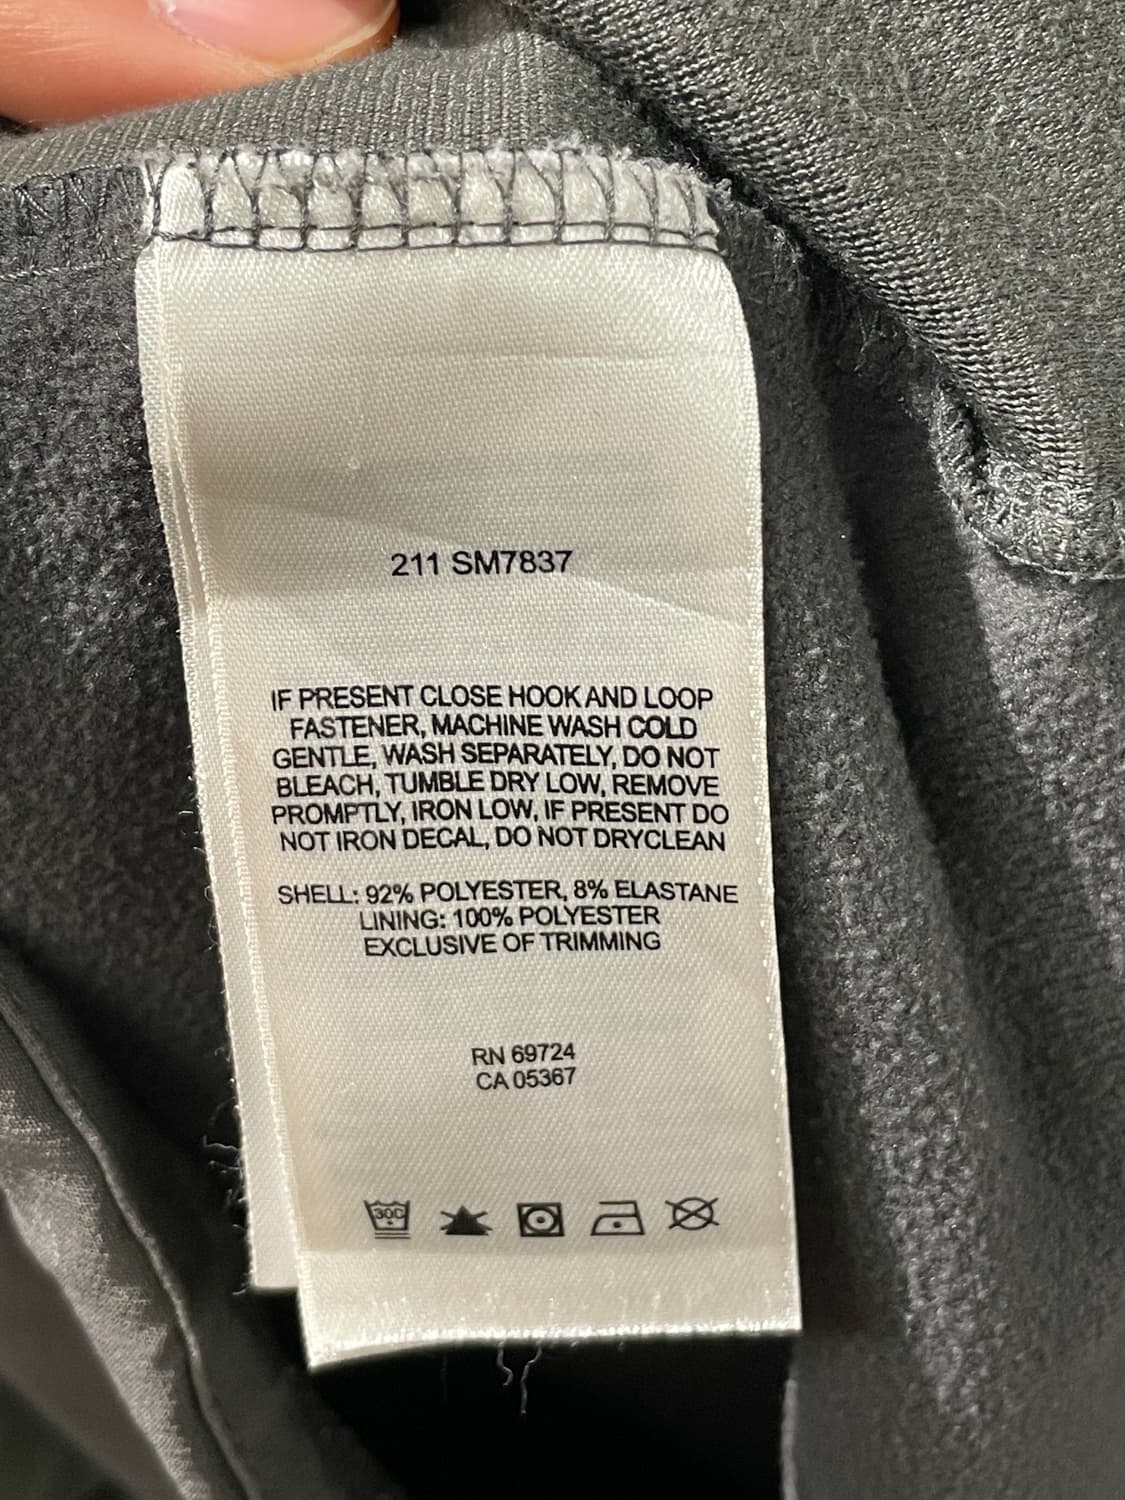 211 SM7837
IF PRESENT CLOSE HOOK AND LOOP
FASTENER, MACHINE WASH COLD
GENTLE, WASH SEPARATELY, DO NOT
BLEACH, TUMBLE DRY LOW, REMOVE
PROMPTLY, IRON LOW, IF PRESENT DO
NOT IRON DECAL, DO NOT DRYCLEAN
SHELL: 92% POLYESTER, 8% ELASTANE
LINING: 100% POLYESTER
EXCLUSIVE OF TRIMMING
RN 69724
CA 05367
30C